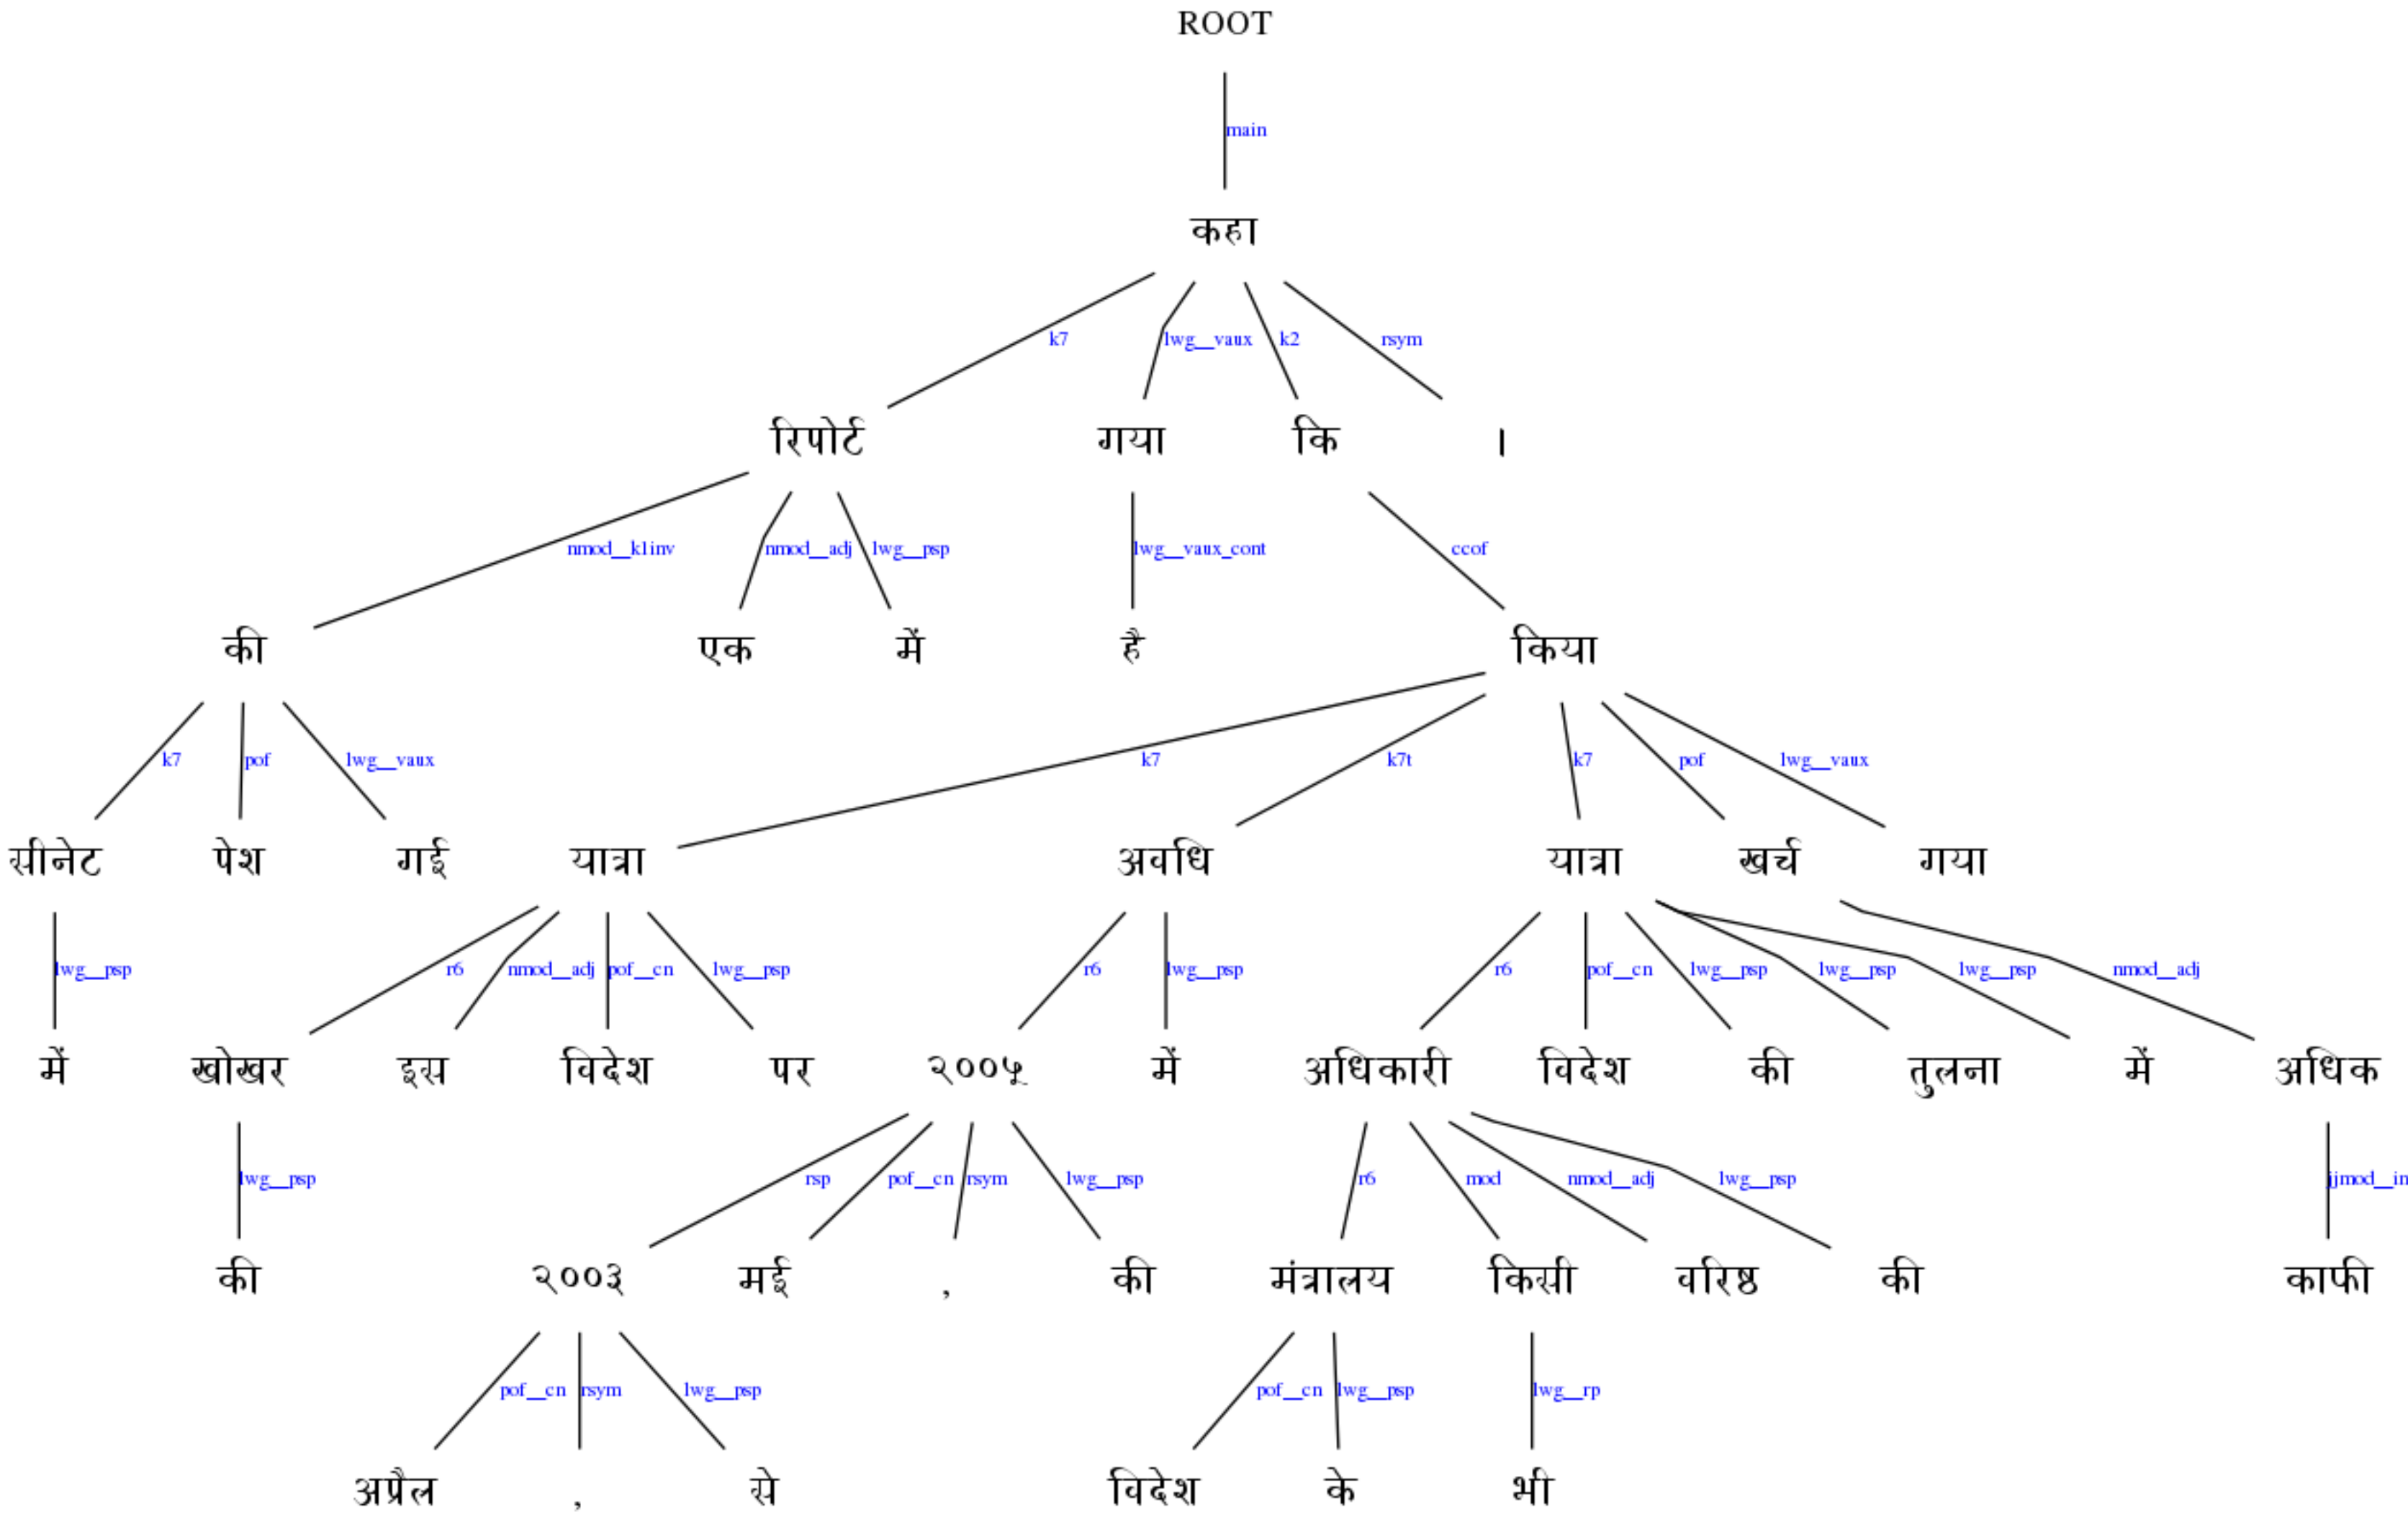 ROOT
main
कहा
k7 lwg__vaux k2 rsym
रिपोर्ट गया कि ।
nmod__k1inv nmod__adj lwg__psp lwg__vaux_cont ccof
की एक में है किया
k7 pof lwg__vaux k7 k7t k7 pof lwg__vaux
सीनेट पेश गई यात्रा अवधि यात्रा खर्च गया
lwg__psp r6 nmod__adj pof__cn lwg__psp r6 lwg__psp r6 pof__cn lwg__psp lwg__psp lwg__psp nmod__adj
में खोखर इस विदेश पर २००५ में अधिकारी विदेश की तुलना में अधिक
lwg__psp rsp pof__cn rsym lwg__psp r6 mod nmod__adj lwg__psp jjmod__in
की २००३ मई , की मंत्रालय किसी वरिष्ठ की काफी
pof__cn rsym lwg__psp pof__cn lwg__psp lwg__rp
अप्रैल , से विदेश के भी